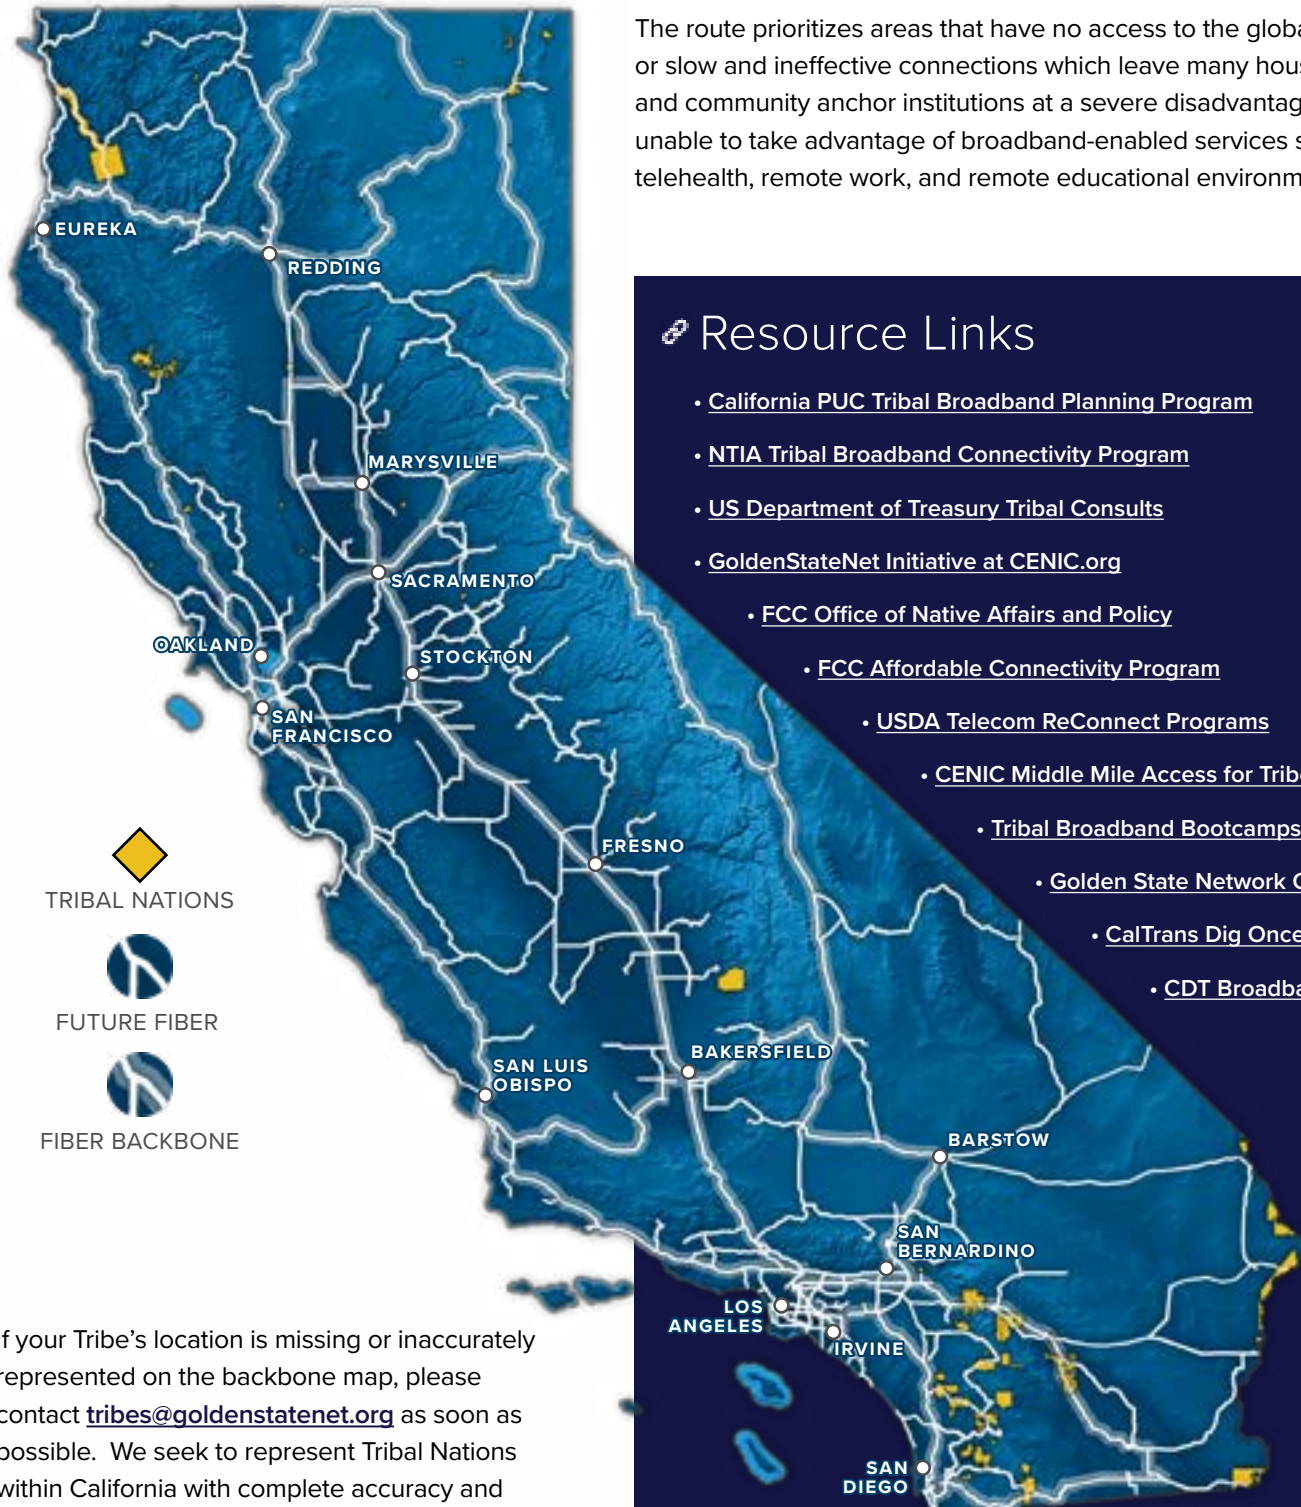 The route prioritizes areas that have no access to the
or slow and ineffective connections which leave many
and community anchor institutions at a severe
unable to take advantage of broadband-enabled services
telehealth, remote work, and remote educational
EUREKA
REDDING
MARYSVILLE
SACRAMENTO
OAKLAND
STOCKTON
SAN
FRANCISCO
FRESNO
SAN LUIS
OBISPO
BAKERSFIELD
BARSTOW
SAN
BERNARDINO
LOS
ANGELES
IRVINE
SAN
DIEGO
Resource Links
• California PUC Tribal Broadband Planning Program
• NTIA Tribal Broadband Connectivity Program
• US Department of Treasury Tribal Consults
• GoldenStateNet Initiative at CENIC.org
• FCC Office of Native Affairs and Policy
• FCC Affordable Connectivity Program
• USDA Telecom ReConnect Programs
• CENIC Middle Mile Access for
• Tribal Broadband Bootcamps
• Golden State Network
• CalTrans Dig Once
• CDT
TRIBAL NATIONS
FUTURE FIBER
FIBER BACKBONE
If your Tribe’s location is missing or inaccurately
represented on the backbone map, please
contact tribes@goldenstatenet.org as soon as
possible. We seek to represent Tribal Nations
within California with complete accuracy and